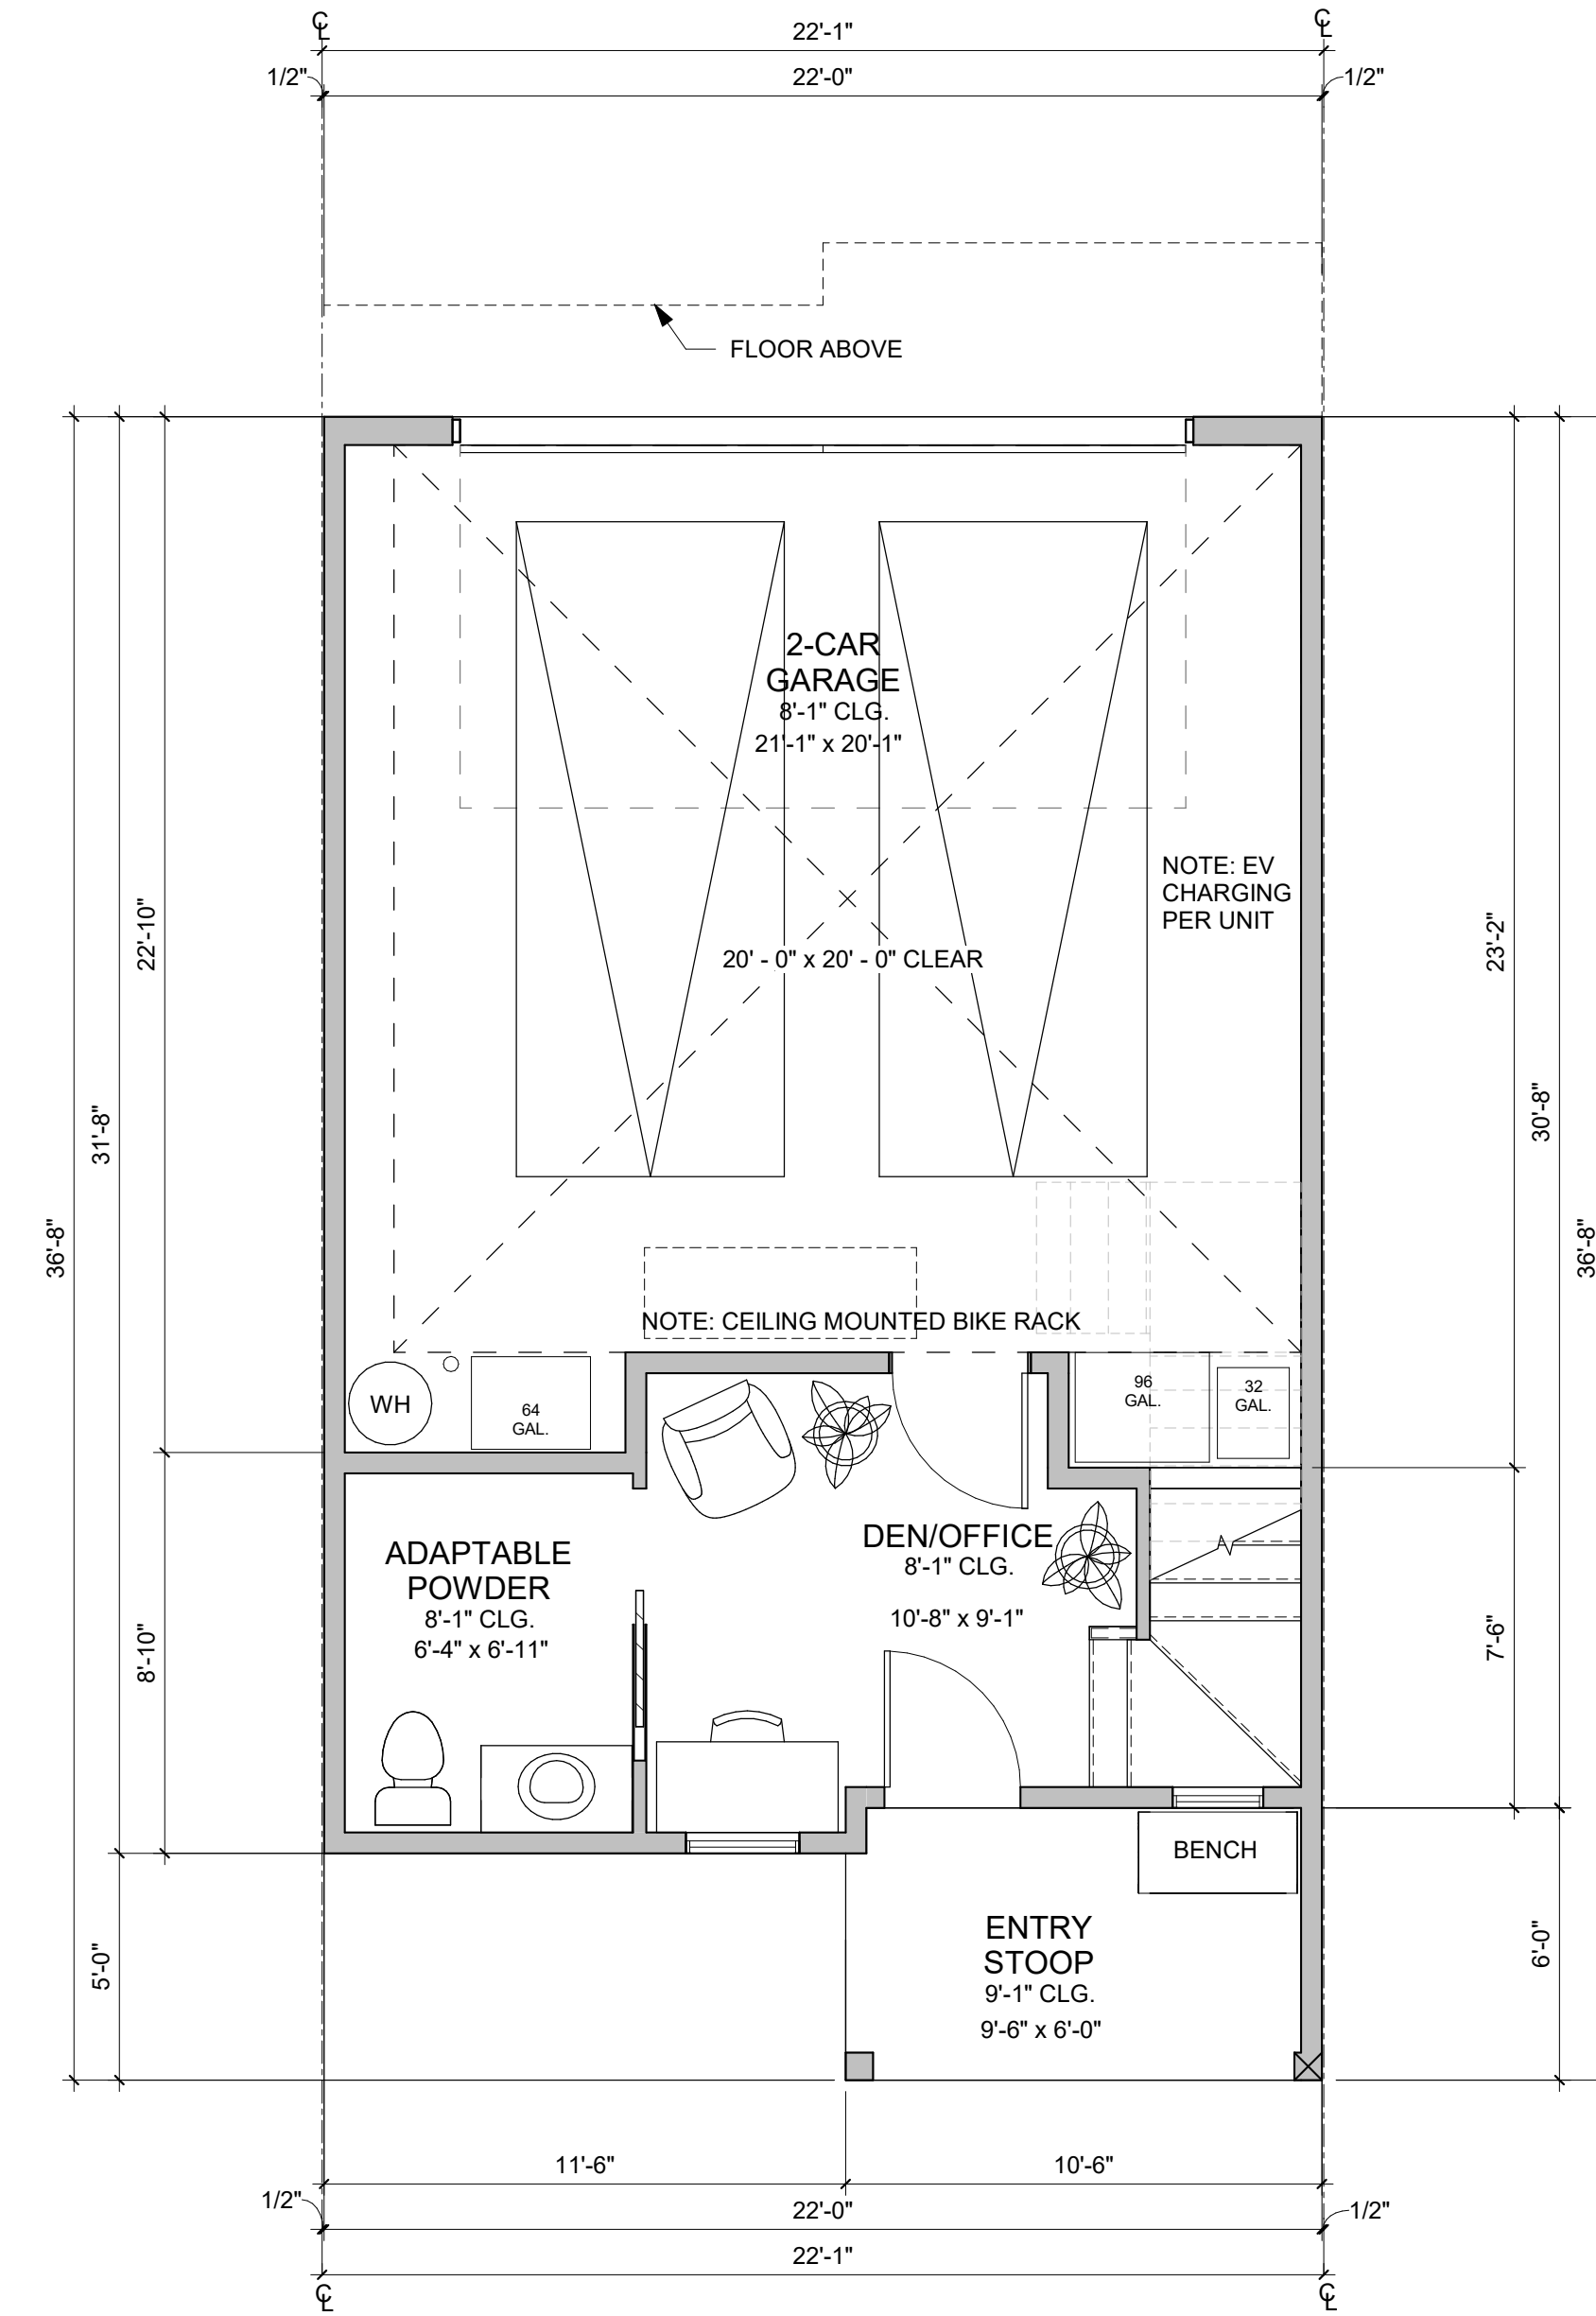 ℄
℄
22'-1"
1/2"
22'-0"
1/2"
FLOOR ABOVE
2-CAR
GARAGE
8'-1" CLG.
21'-1" x 20'-1"
NOTE: EV
CHARGING
PER UNIT
20' - 0" x 20' - 0" CLEAR
22'-10"
23'-2"
31'-8"
30'-8"
36'-8"
36'-8"
NOTE: CEILING MOUNTED BIKE RACK
WH
64
GAL.
96
GAL.
32
GAL.
ADAPTABLE
POWDER
8'-1" CLG.
6'-4" x 6'-11"
DEN/OFFICE
8'-1" CLG.
10'-8" x 9'-1"
8'-10"
7'-6"
BENCH
ENTRY
STOOP
9'-1" CLG.
9'-6" x 6'-0"
5'-0"
6'-0"
11'-6"
10'-6"
1/2"
22'-0"
1/2"
22'-1"
℄
℄